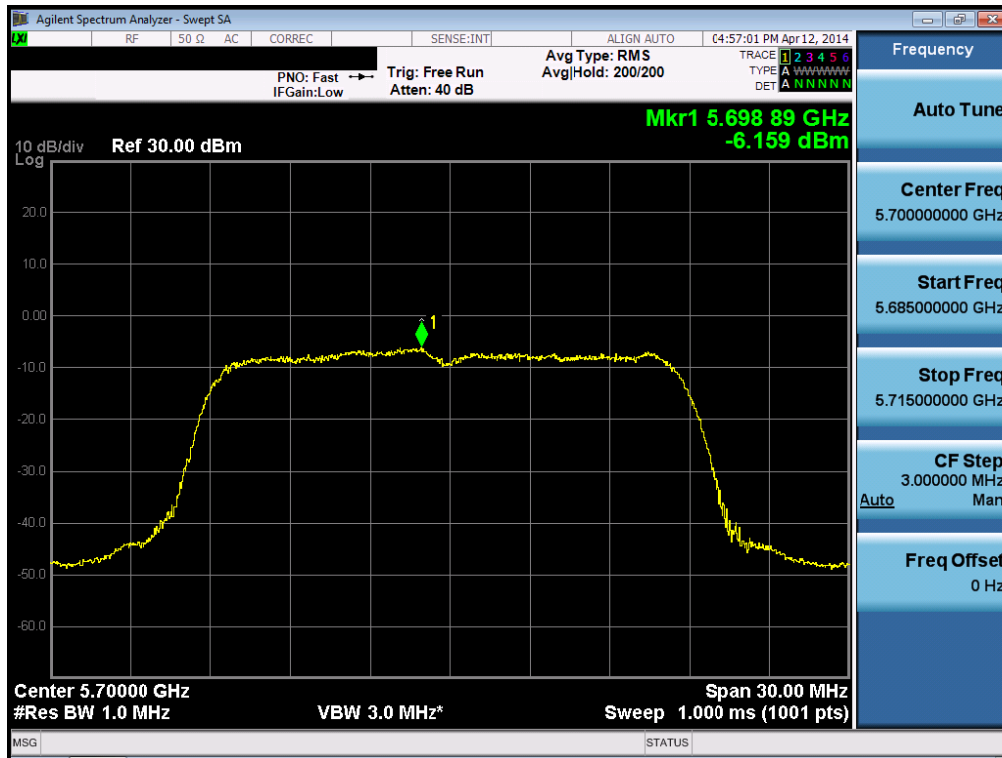 Agilent Spectrum Analyzer - Swept SA
LXI RF 50 Ω AC CORREC SENSE:INT ALIGN AUTO 04:57:01 PM Apr 12, 2014
PNO: Fast
IFGain:Low
Trig: Free Run
Atten: 40 dB
Avg Type: RMS
Avg|Hold: 200/200
TRACE 1 2 3 4 5 6
TYPE A WWWWW
DET A N N N N N
Mkr1 5.698 89 GHz
-6.159 dBm
10 dB/div Ref 30.00 dBm
Log
20.0
10.0
0.00
-10.0
-20.0
-30.0
-40.0
-50.0
-60.0
1
Center 5.70000 GHz Span 30.00 MHz
#Res BW 1.0 MHz VBW 3.0 MHz* Sweep 1.000 ms (1001 pts)
MSG STATUS
Frequency
Auto Tune
Center Freq
5.700000000 GHz
Start Freq
5.685000000 GHz
Stop Freq
5.715000000 GHz
CF Step
3.000000 MHz
Auto Man
Freq Offset
0 Hz